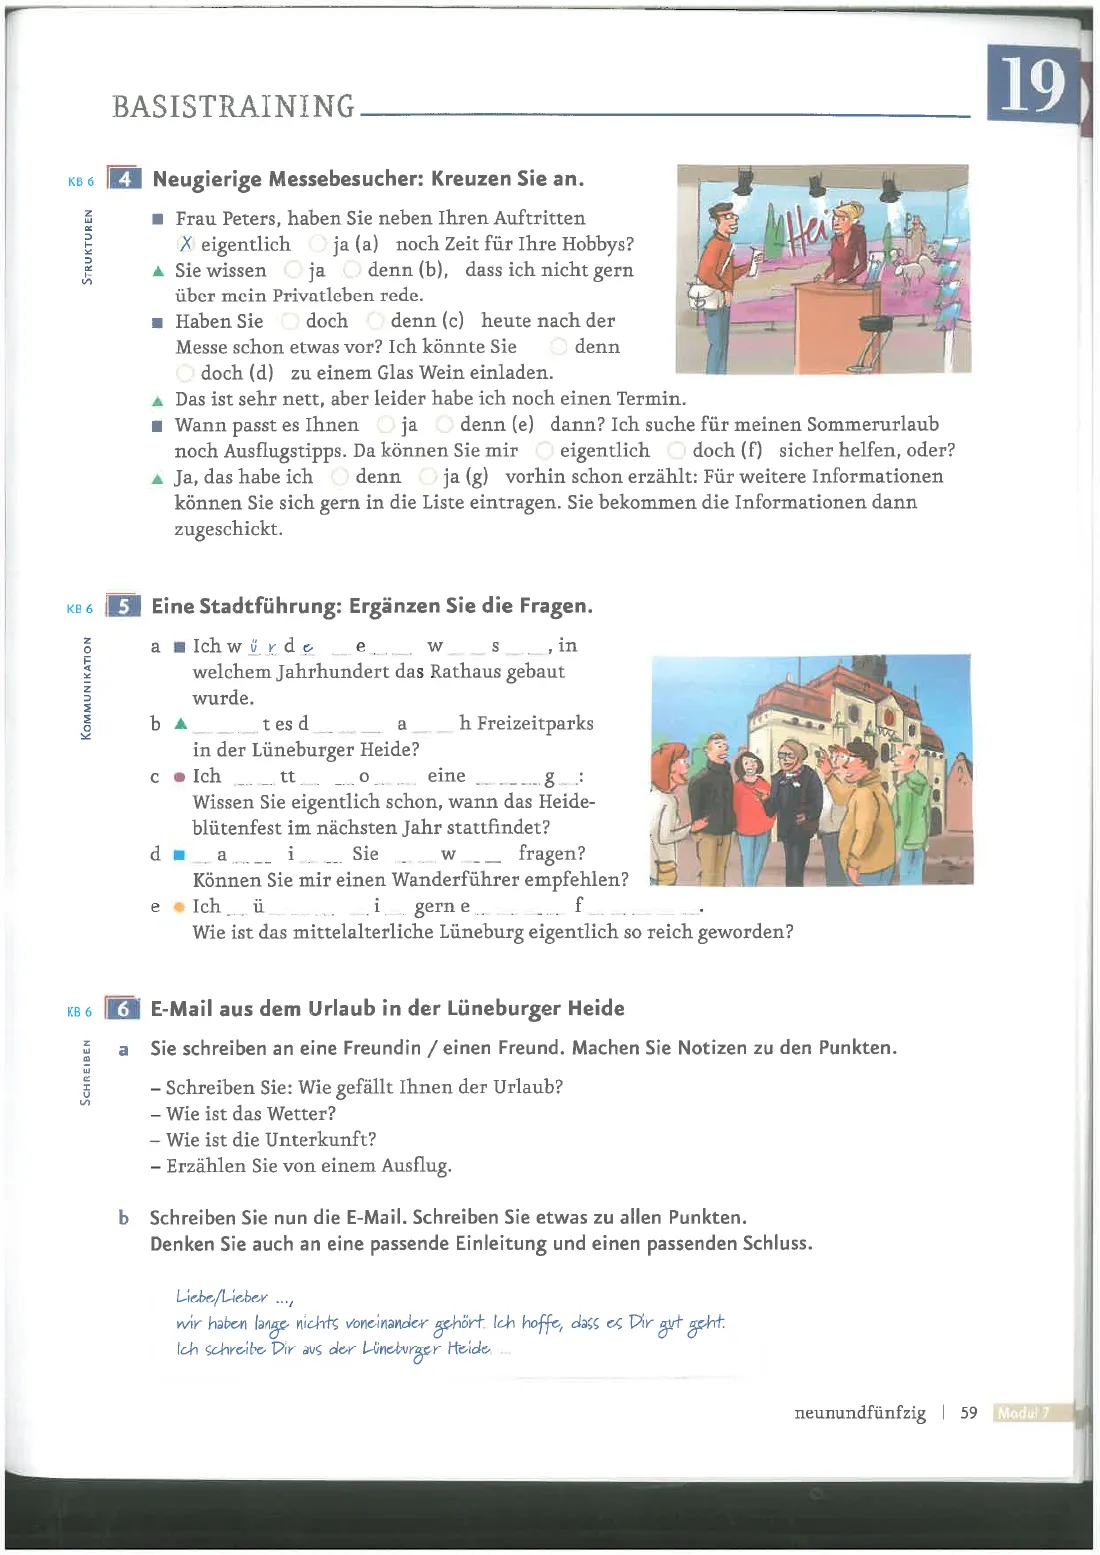 BASISTRAINING
19
KB 6
4 Neugierige Messebesucher: Kreuzen Sie an.
STRUKTUREN
■ Frau Peters, haben Sie neben Ihren Auftritten
X eigentlich ○ ja (a) noch Zeit für Ihre Hobbys?
▲ Sie wissen ○ ja ○ denn (b), dass ich nicht gern
über mein Privatleben rede.
■ Haben Sie ○ doch ○ denn (c) heute nach der
Messe schon etwas vor? Ich könnte Sie ○ denn
○ doch (d) zu einem Glas Wein einladen.
▲ Das ist sehr nett, aber leider habe ich noch einen Termin.
■ Wann passt es Ihnen ○ ja ○ denn (e) dann? Ich suche für meinen Sommerurlaub
noch Ausflugstipps. Da können Sie mir ○ eigentlich ○ doch (f) sicher helfen, oder?
▲ Ja, das habe ich ○ denn ○ ja (g) vorhin schon erzählt: Für weitere Informationen
können Sie sich gern in die Liste eintragen. Sie bekommen die Informationen dann
zugeschickt.
Hei
KB 6
5 Eine Stadtführung: Ergänzen Sie die Fragen.
KOMMUNIKATION
a ■ Ich w ü r d e _ e _ _ w _ _ s _ _, in
welchem Jahrhundert das Rathaus gebaut
wurde.
b ▲ _ _ _ t es d _ _ _ a _ _ h Freizeitparks
in der Lüneburger Heide?
c ● Ich _ _ tt _ _ o _ _ eine _ _ _ g _ :
Wissen Sie eigentlich schon, wann das Heide-
blütenfest im nächsten Jahr stattfindet?
d ■ _ a _ _ i _ _ Sie _ _ w _ _ fragen?
Können Sie mir einen Wanderführer empfehlen?
e ● Ich _ ü _ _ _ _ i _ gern e _ _ _ _ f _ _ _ _ _.
Wie ist das mittelalterliche Lüneburg eigentlich so reich geworden?
KB 6
6 E-Mail aus dem Urlaub in der Lüneburger Heide
SCHREIBEN
a Sie schreiben an eine Freundin / einen Freund. Machen Sie Notizen zu den Punkten.
– Schreiben Sie: Wie gefällt Ihnen der Urlaub?
– Wie ist das Wetter?
– Wie ist die Unterkunft?
– Erzählen Sie von einem Ausflug.
b Schreiben Sie nun die E-Mail. Schreiben Sie etwas zu allen Punkten.
Denken Sie auch an eine passende Einleitung und einen passenden Schluss.
Liebe/Lieber ...,
wir haben lange nichts voneinander gehört. Ich hoffe, dass es Dir gut geht.
Ich schreibe Dir aus der Lüneburger Heide. ...
neunundfünfzig | 59 Modul 7